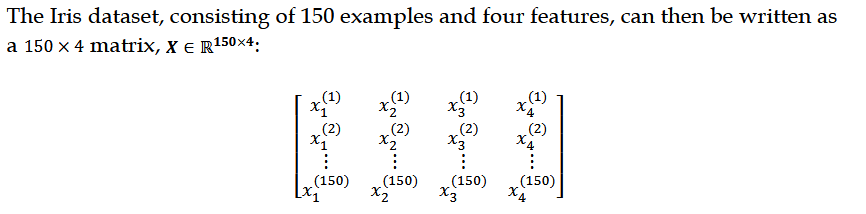 The Iris dataset, consisting of 150 examples and four features, can then be written as
a 150 × 4 matrix, 𝑿 ∈ ℝ¹⁵⁰ˣ⁴:
x₁⁽¹⁾ x₂⁽¹⁾ x₃⁽¹⁾ x₄⁽¹⁾
x₁⁽²⁾ x₂⁽²⁾ x₃⁽²⁾ x₄⁽²⁾
⋮ ⋮ ⋮ ⋮
x₁⁽¹⁵⁰⁾ x₂⁽¹⁵⁰⁾ x₃⁽¹⁵⁰⁾ x₄⁽¹⁵⁰⁾